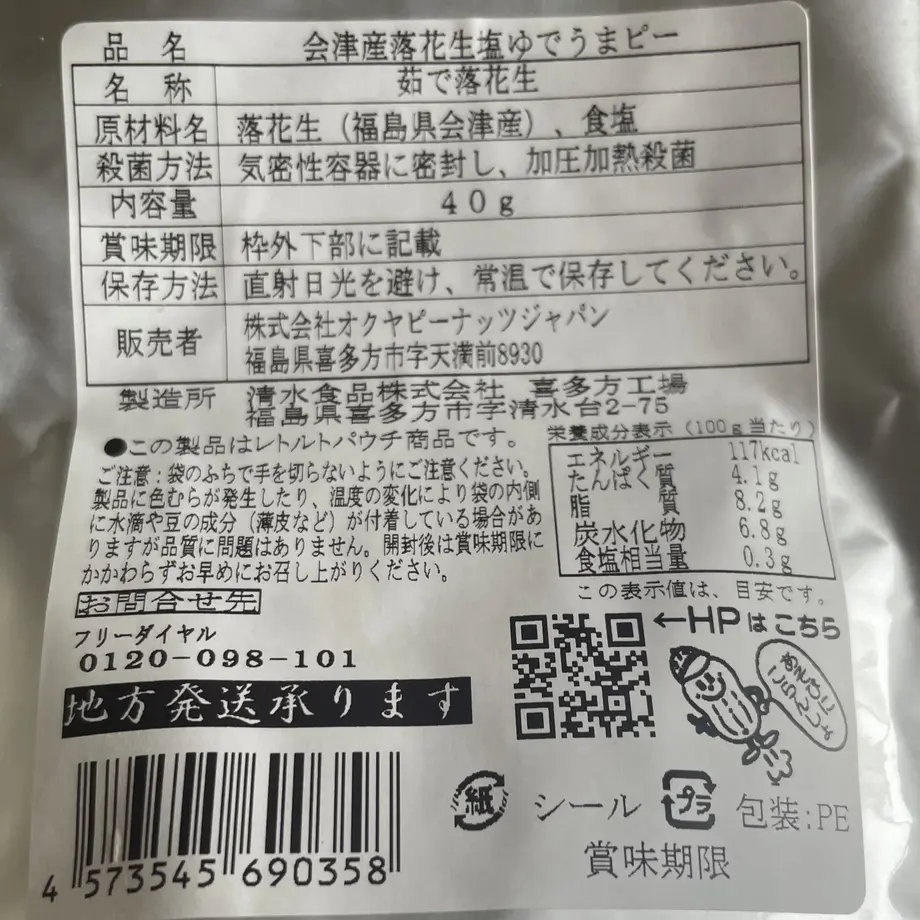 品名 会津産落花生塩ゆでうまピー
名称 茹で落花生
原材料名 落花生（福島県会津産）、食塩
殺菌方法 気密性容器に密封し、加圧加熱殺菌
内容量 40g
賞味期限 枠外下部に記載
保存方法 直射日光を避け、常温で保存してください。
販売者 株式会社オクヤピーナッツジャパン
福島県喜多方市字天満前8930
製造所 清水食品株式会社 喜多方工場
福島県喜多方市字清水台2-75
●この製品はレトルトパウチ商品です。
ご注意：袋のふちで手を切らないようにご注意ください。
製品に色むらが発生したり、温度の変化により袋の内側
に水滴や豆の成分（薄皮など）が付着している場合があ
りますが品質に問題はありません。開封後は賞味期限に
かかわらずお早めにお召し上がりください。
栄養成分表示（100g当たり）
エネルギー 117kcal
たんぱく質 4.1g
脂質 8.2g
炭水化物 6.8g
食塩相当量 0.3g
この表示値は、目安です。
お問合せ先
フリーダイヤル
0120-098-101
←HPはこちら
地方発送承ります
4 573545 690358
紙 シール プラ 包装:PE
賞味期限